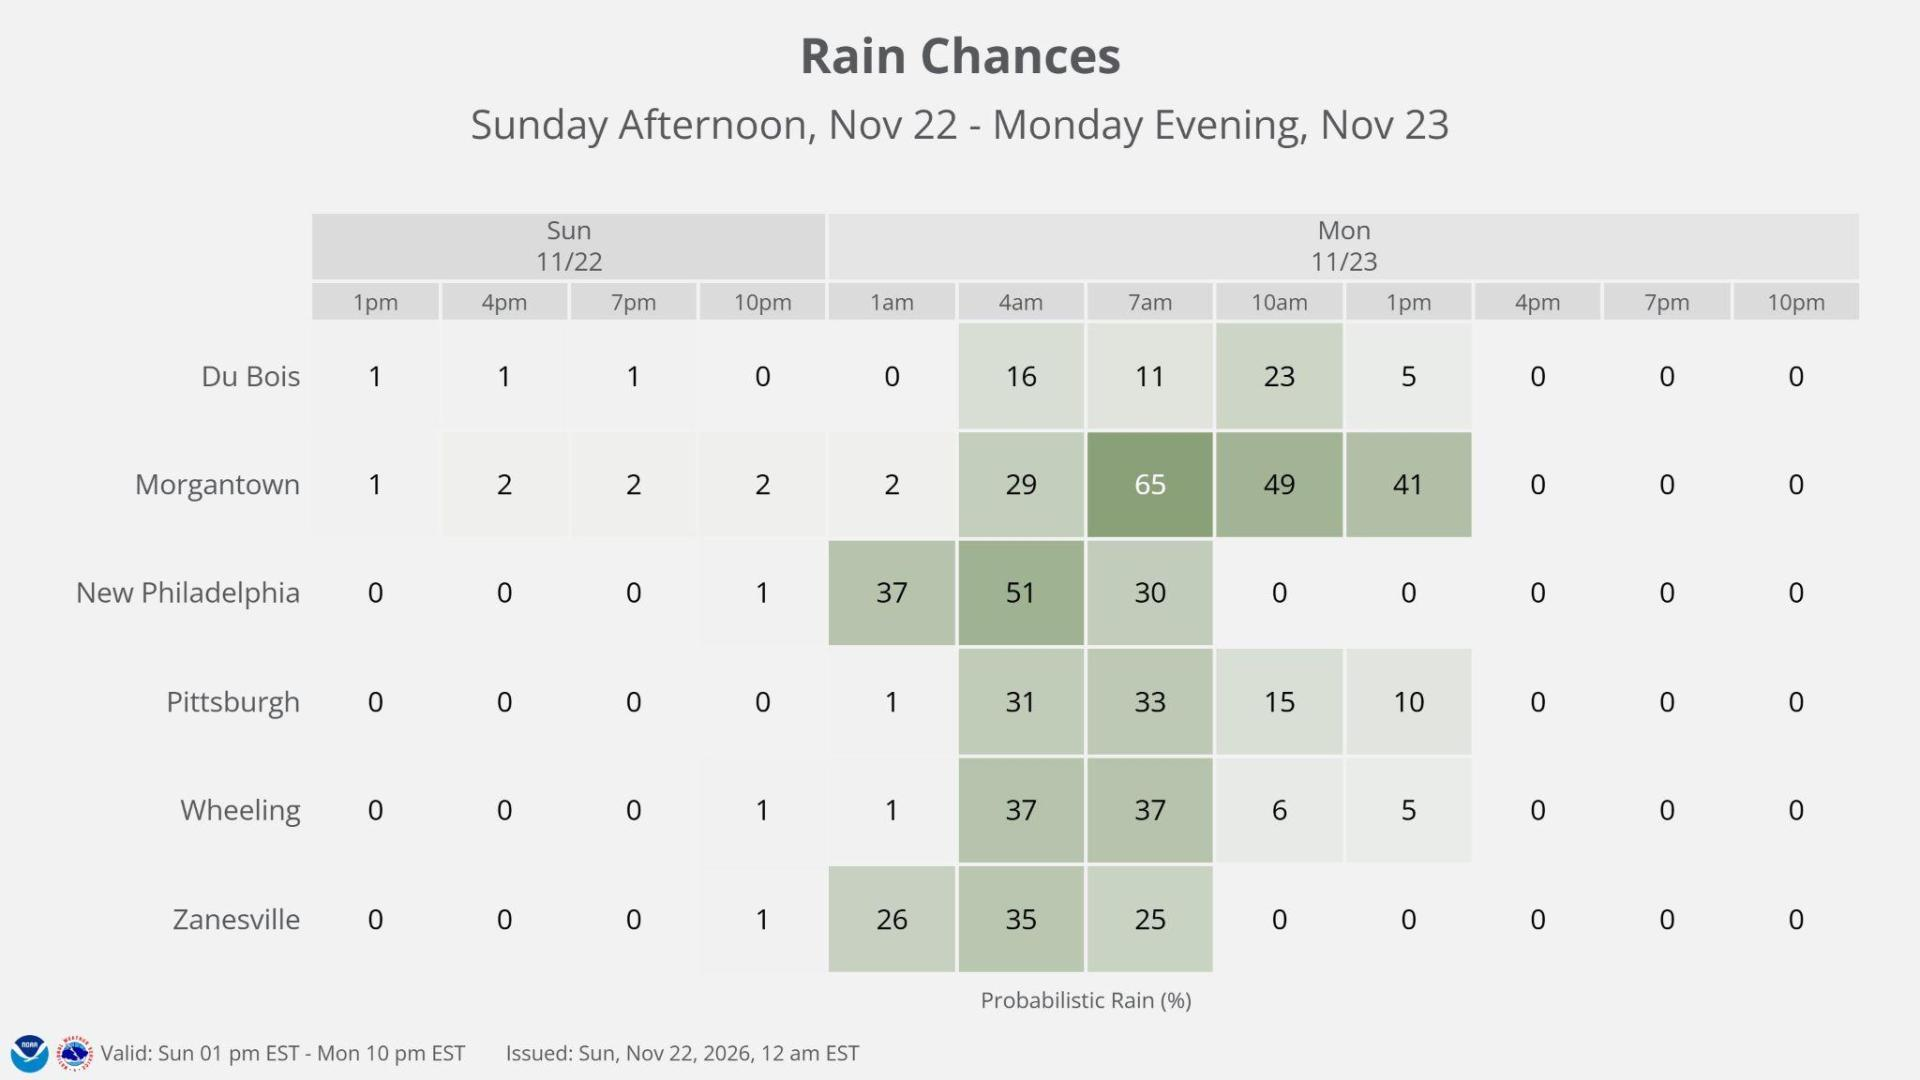 Rain Chances
Sunday Afternoon, Nov 22 - Monday Evening, Nov 23
Sun Mon
11/22 11/23
1pm 4pm 7pm 10pm 1am 4am 7am 10am 1pm 4pm 7pm 10pm
Du Bois 1 1 1 0 0 16 11 23 5 0 0 0
Morgantown 1 2 2 2 2 29 65 49 41 0 0 0
New Philadelphia 0 0 0 1 37 51 30 0 0 0 0 0
Pittsburgh 0 0 0 0 1 31 33 15 10 0 0 0
Wheeling 0 0 0 1 1 37 37 6 5 0 0 0
Zanesville 0 0 0 1 26 35 25 0 0 0 0 0
Probabilistic Rain (%)
NOAA
Valid: Sun 01 pm EST - Mon 10 pm EST Issued: Sun, Nov 22, 2026, 12 am EST